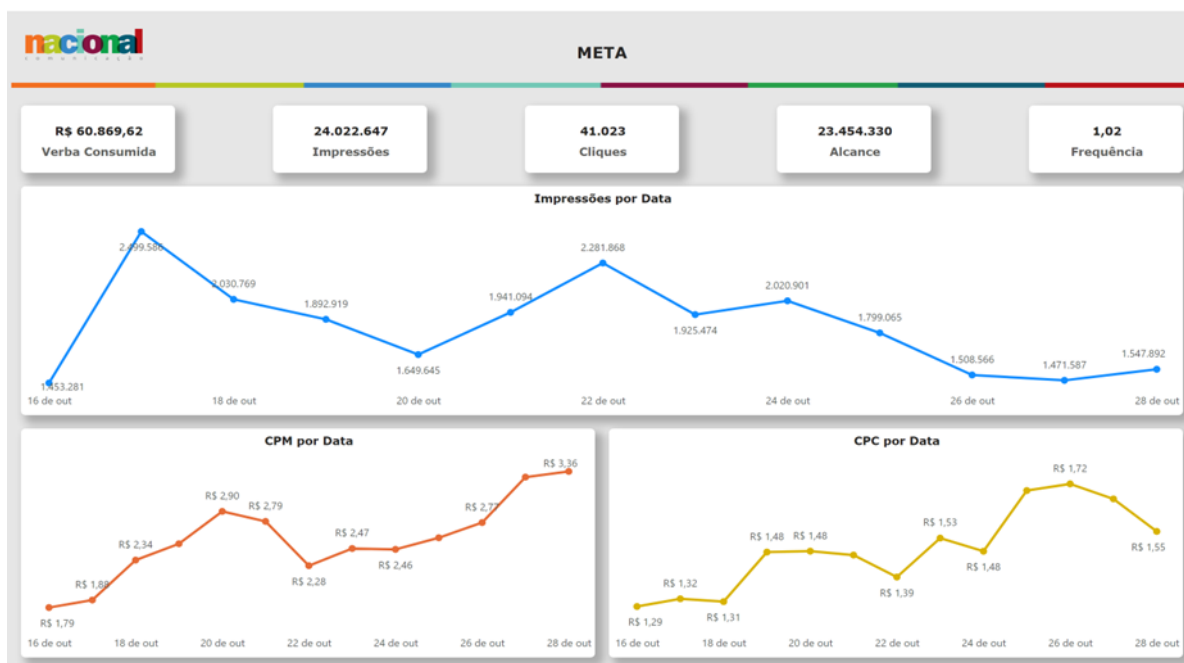 nacional
comunicação
META
R$ 60.869,62
Verba Consumida
24.022.647
Impressões
41.023
Cliques
23.454.330
Alcance
1,02
Frequência
Impressões por Data
1.453.281
2.499.586
2.030.769
1.892.919
1.649.645
1.941.094
2.281.868
1.925.474
2.020.901
1.799.065
1.508.566
1.471.587
1.547.892
16 de out
18 de out
20 de out
22 de out
24 de out
26 de out
28 de out
CPM por Data
R$ 1,79
R$ 1,88
R$ 2,34
R$ 2,90
R$ 2,79
R$ 2,28
R$ 2,47
R$ 2,46
R$ 2,77
R$ 3,36
16 de out
18 de out
20 de out
22 de out
24 de out
26 de out
28 de out
CPC por Data
R$ 1,29
R$ 1,32
R$ 1,31
R$ 1,48
R$ 1,48
R$ 1,39
R$ 1,53
R$ 1,48
R$ 1,72
R$ 1,55
16 de out
18 de out
20 de out
22 de out
24 de out
26 de out
28 de out